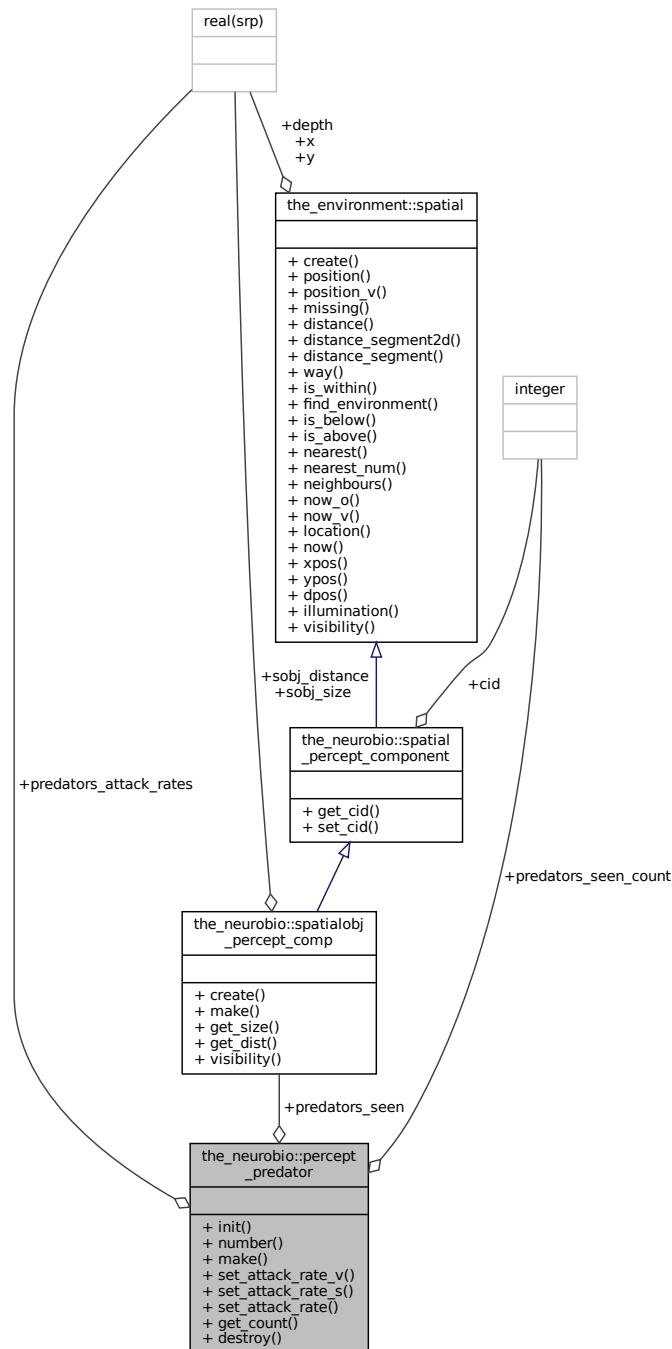 real(srp)
+depth
+x
+y
the_environment::spatial
+ create()
+ position()
+ position_v()
+ missing()
+ distance()
+ distance_segment2d()
+ distance_segment()
+ way()
+ is_within()
+ find_environment()
+ is_below()
+ is_above()
+ nearest()
+ nearest_num()
+ neighbours()
+ now_o()
+ now_v()
+ location()
+ now()
+ xpos()
+ ypos()
+ dpos()
+ illumination()
+ visibility()
integer
+sobj_distance
+sobj_size
+cid
the_neurobio::spatial
_percept_component
+ get_cid()
+ set_cid()
+predators_attack_rates
+predators_seen_count
the_neurobio::spatialobj
_percept_comp
+ create()
+ make()
+ get_size()
+ get_dist()
+ visibility()
+predators_seen
the_neurobio::percept
_predator
+ init()
+ number()
+ make()
+ set_attack_rate_v()
+ set_attack_rate_s()
+ set_attack_rate()
+ get_count()
+ destroy()